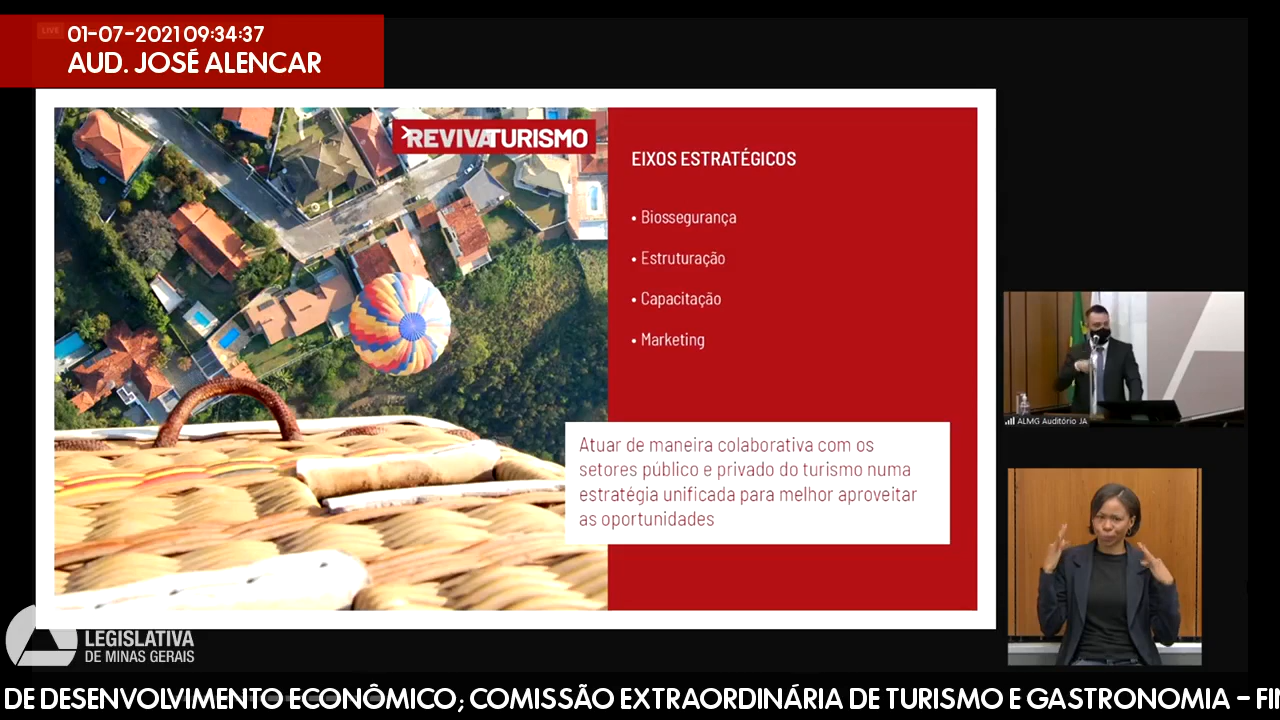 LIVE
01-07-2021 09:34:37
AUD. JOSÉ ALENCAR
REVIVATURISMO
EIXOS ESTRATÉGICOS
• Biossegurança
• Estruturação
• Capacitação
• Marketing
Atuar de maneira colaborativa com os
setores público e privado do turismo numa
estratégia unificada para melhor aproveitar
as oportunidades
ALMG Auditório JA
LEGISLATIVA
DE MINAS GERAIS
DE DESENVOLVIMENTO ECONÔMICO; COMISSÃO EXTRAORDINÁRIA DE TURISMO E GASTRONOMIA - FI